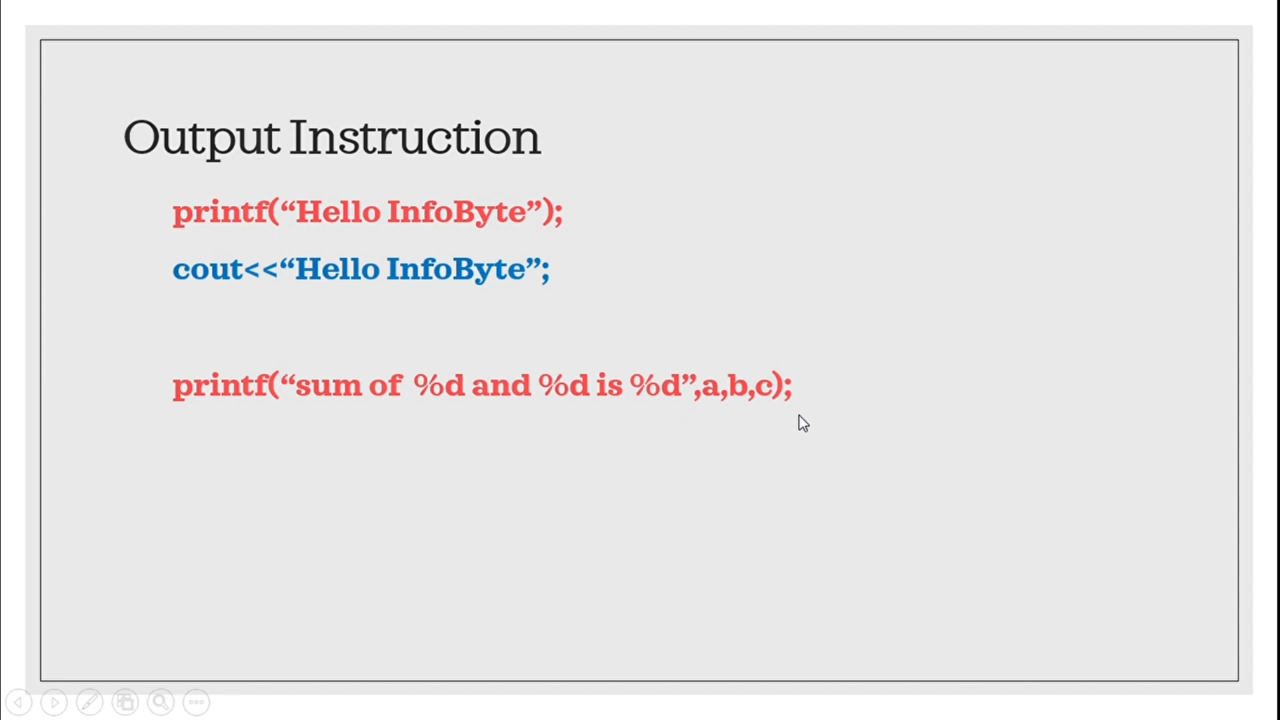 Output Instruction
printf(“Hello InfoByte”);
cout<<“Hello InfoByte”;
printf(“sum of  %d and %d is %d”,a,b,c);